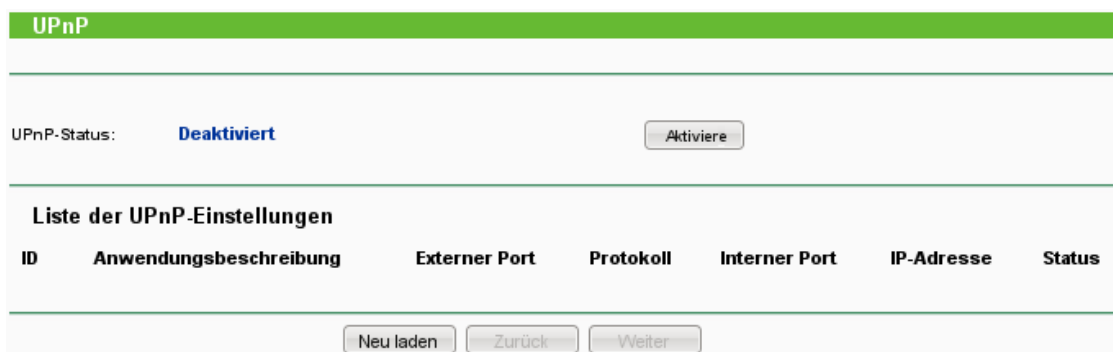 UPnP
UPnP-Status: Deaktiviert Aktiviere
Liste der UPnP-Einstellungen
ID Anwendungsbeschreibung Externer Port Protokoll Interner Port IP-Adresse Status
Neu laden Zurück Weiter